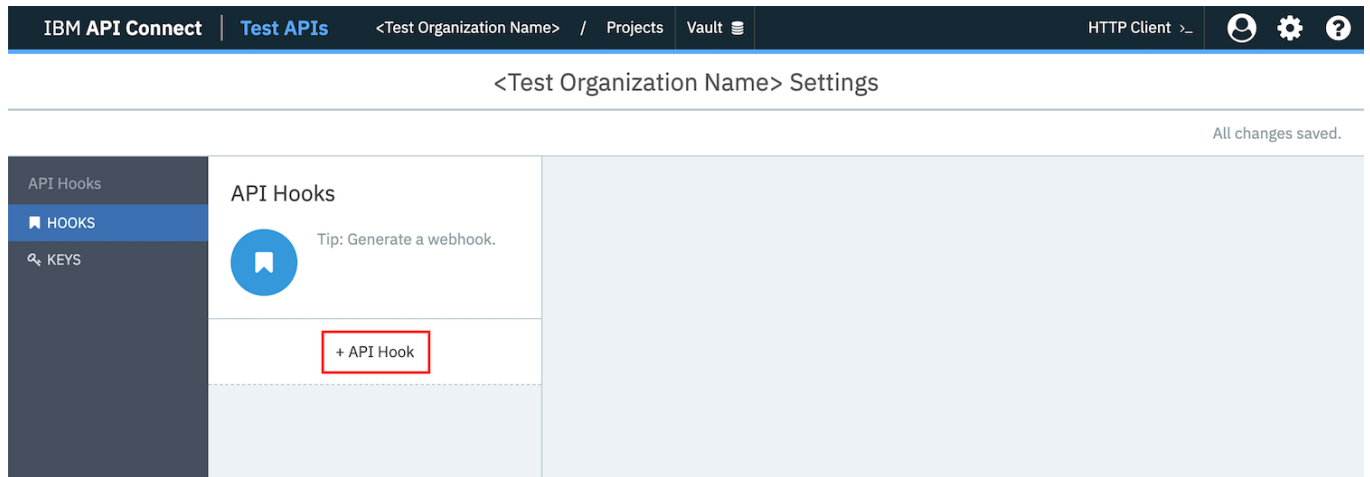 IBM API Connect | Test APIs <Test Organization Name> / Projects Vault HTTP Client >_
<Test Organization Name> Settings
All changes saved.
API Hooks
HOOKS
KEYS
API Hooks
Tip: Generate a webhook.
+ API Hook